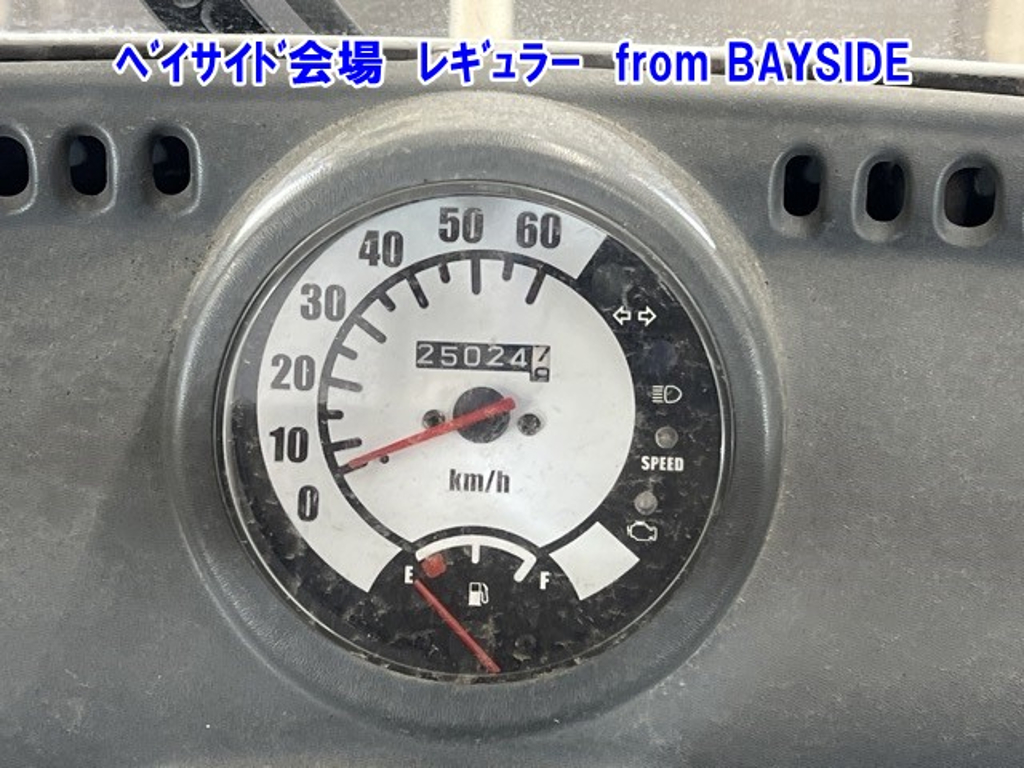 ﾍﾞｲｻｲﾄﾞ会場　ﾚｷﾞｭﾗｰ　from BAYSIDE
50
60
40
30
20
25024
10
SPEED
km/h
0
E
F